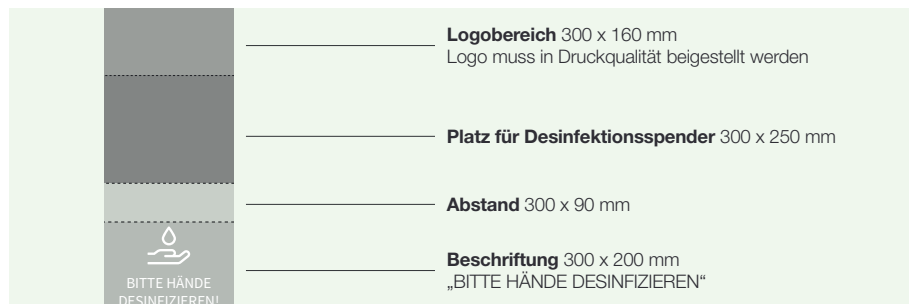 Logobereich 300 x 160 mm
Logo muss in Druckqualität beigestellt werden
Platz für Desinfektionsspender 300 x 250 mm
Abstand 300 x 90 mm
Beschriftung 300 x 200 mm
„BITTE HÄNDE DESINFIZIEREN“
BITTE HÄNDE
DESINFIZIEREN!